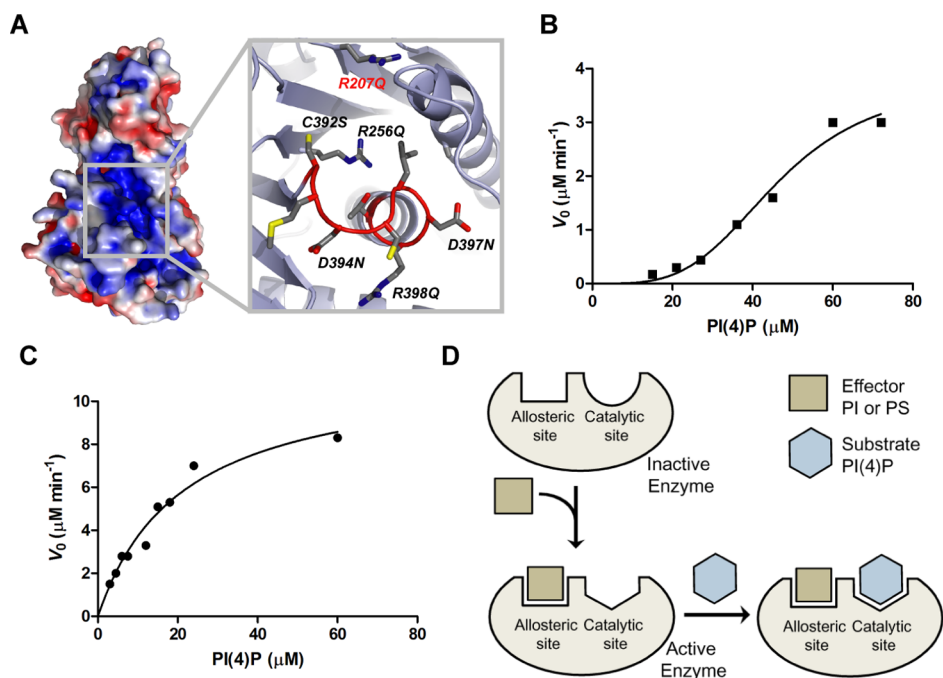 A
R207Q
C392S
R256Q
D394N
D397N
R398Q
B
V0 (μM min-1)
4
3
2
1
0
0
20
40
60
80
PI(4)P (μM)
C
V0 (μM min-1)
10
8
6
4
2
0
0
20
40
60
80
PI(4)P (μM)
D
Allosteric
site
Catalytic
site
Inactive
Enzyme
Effector
PI or PS
Substrate
PI(4)P
Allosteric
site
Catalytic
site
Active
Enzyme
Allosteric
site
Catalytic
site